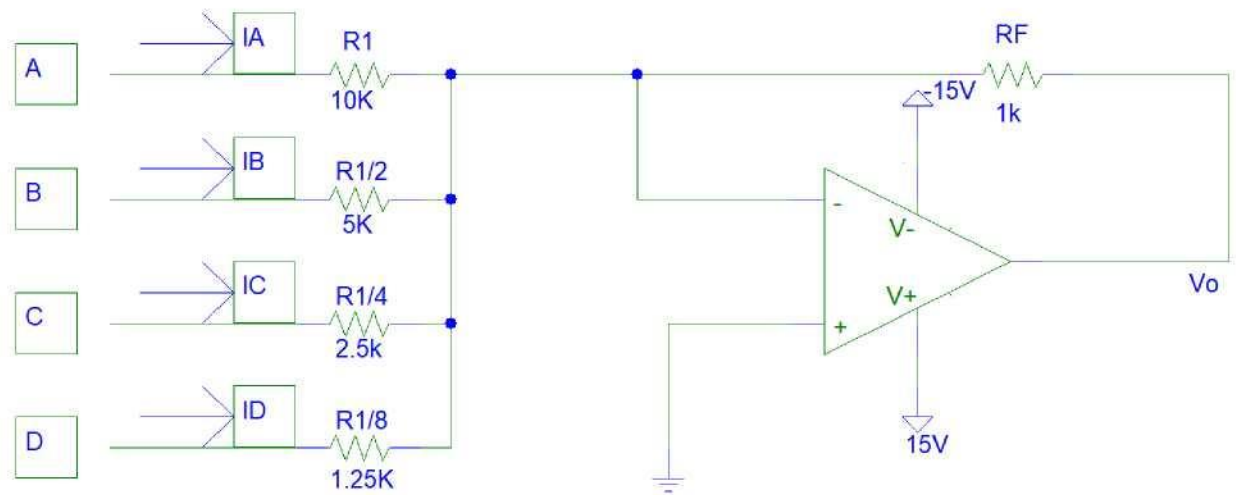 A
IA
R1
10K
B
IB
R1/2
5K
C
IC
R1/4
2.5k
D
ID
R1/8
1.25K
RF
1k
-15V
-
V-
V+
+
15V
Vo